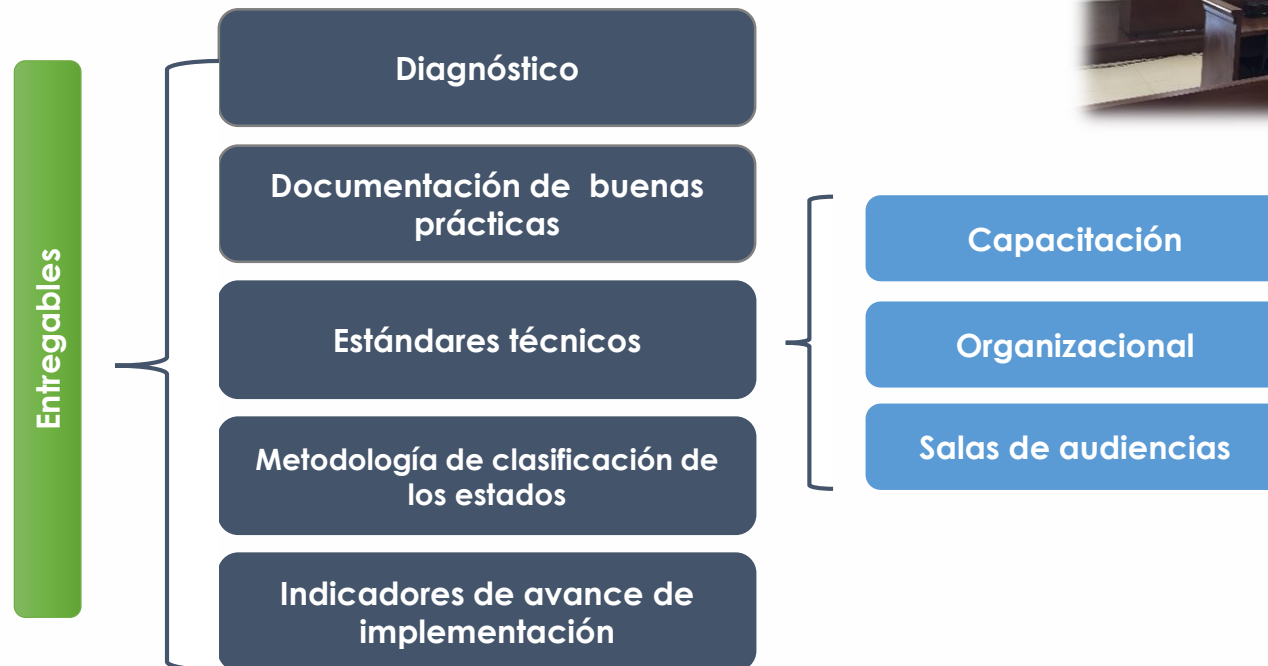 Entregables
Diagnóstico
Documentación de buenas
prácticas
Estándares técnicos
Metodología de clasificación de
los estados
Indicadores de avance de
implementación
Capacitación
Organizacional
Salas de audiencias